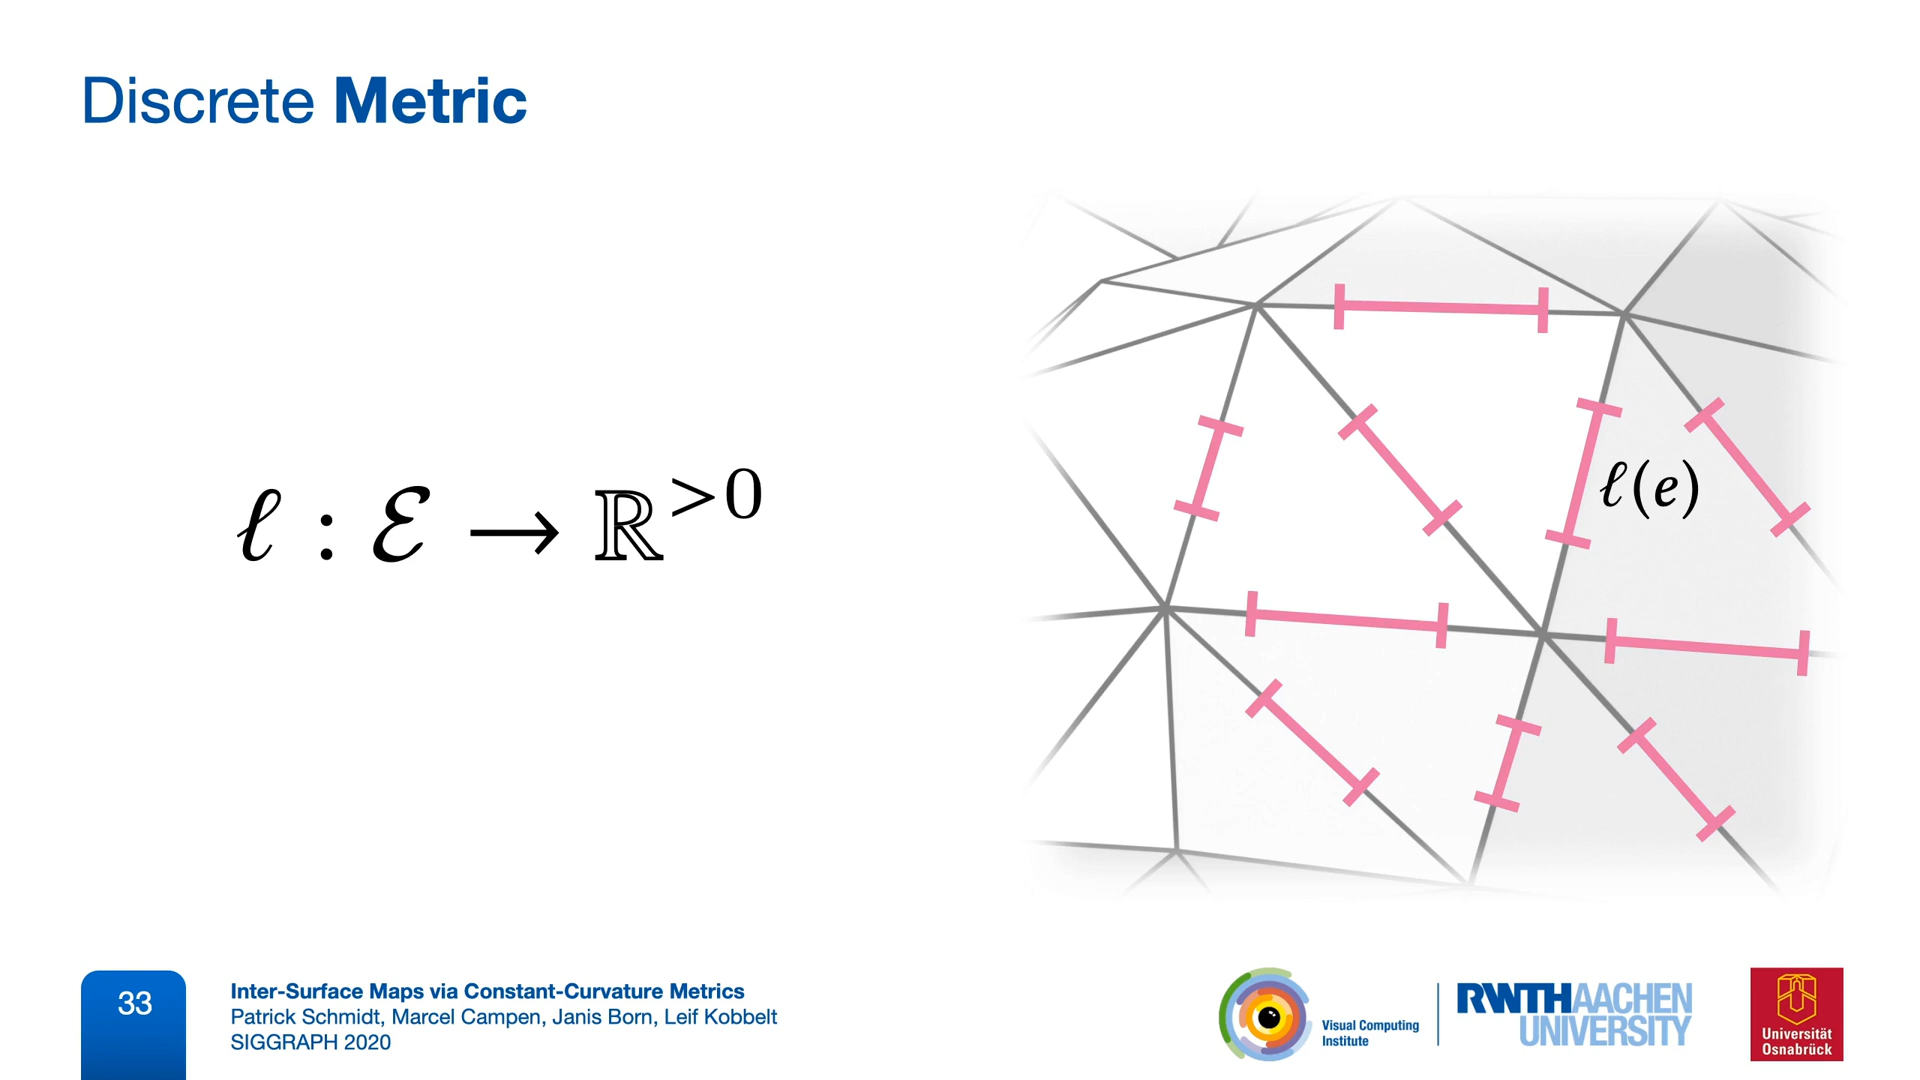 Discrete Metric
ℓ : ℰ → ℝ^{>0}
ℓ(e)
33
Inter-Surface Maps via Constant-Curvature Metrics
Patrick Schmidt, Marcel Campen, Janis Born, Leif Kobbelt
SIGGRAPH 2020
Visual Computing
Institute
RWTHAACHEN
UNIVERSITY
Universität
Osnabrück